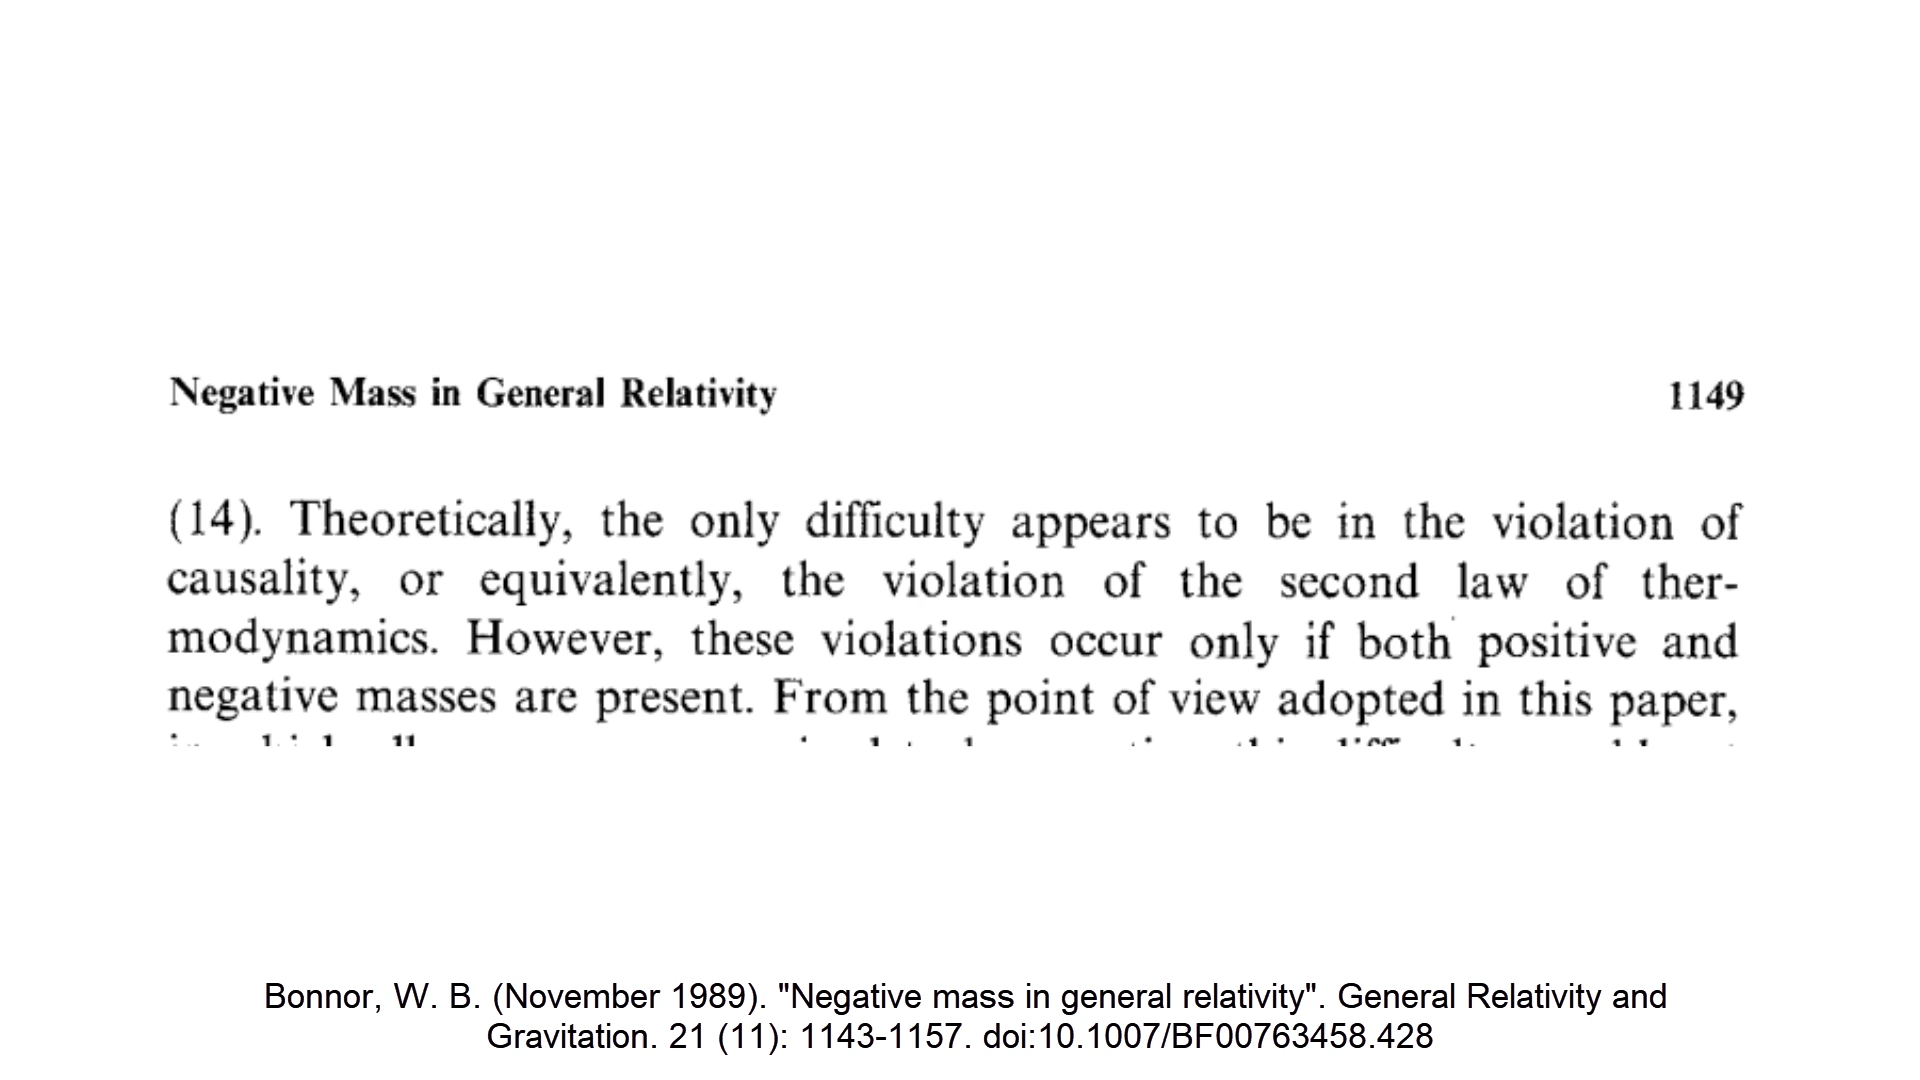 Negative Mass in General Relativity 1149
(14). Theoretically, the only difficulty appears to be in the violation of
causality, or equivalently, the violation of the second law of ther-
modynamics. However, these violations occur only if both positive and
negative masses are present. From the point of view adopted in this paper,
Bonnor, W. B. (November 1989). "Negative mass in general relativity". General Relativity and
Gravitation. 21 (11): 1143-1157. doi:10.1007/BF00763458.428